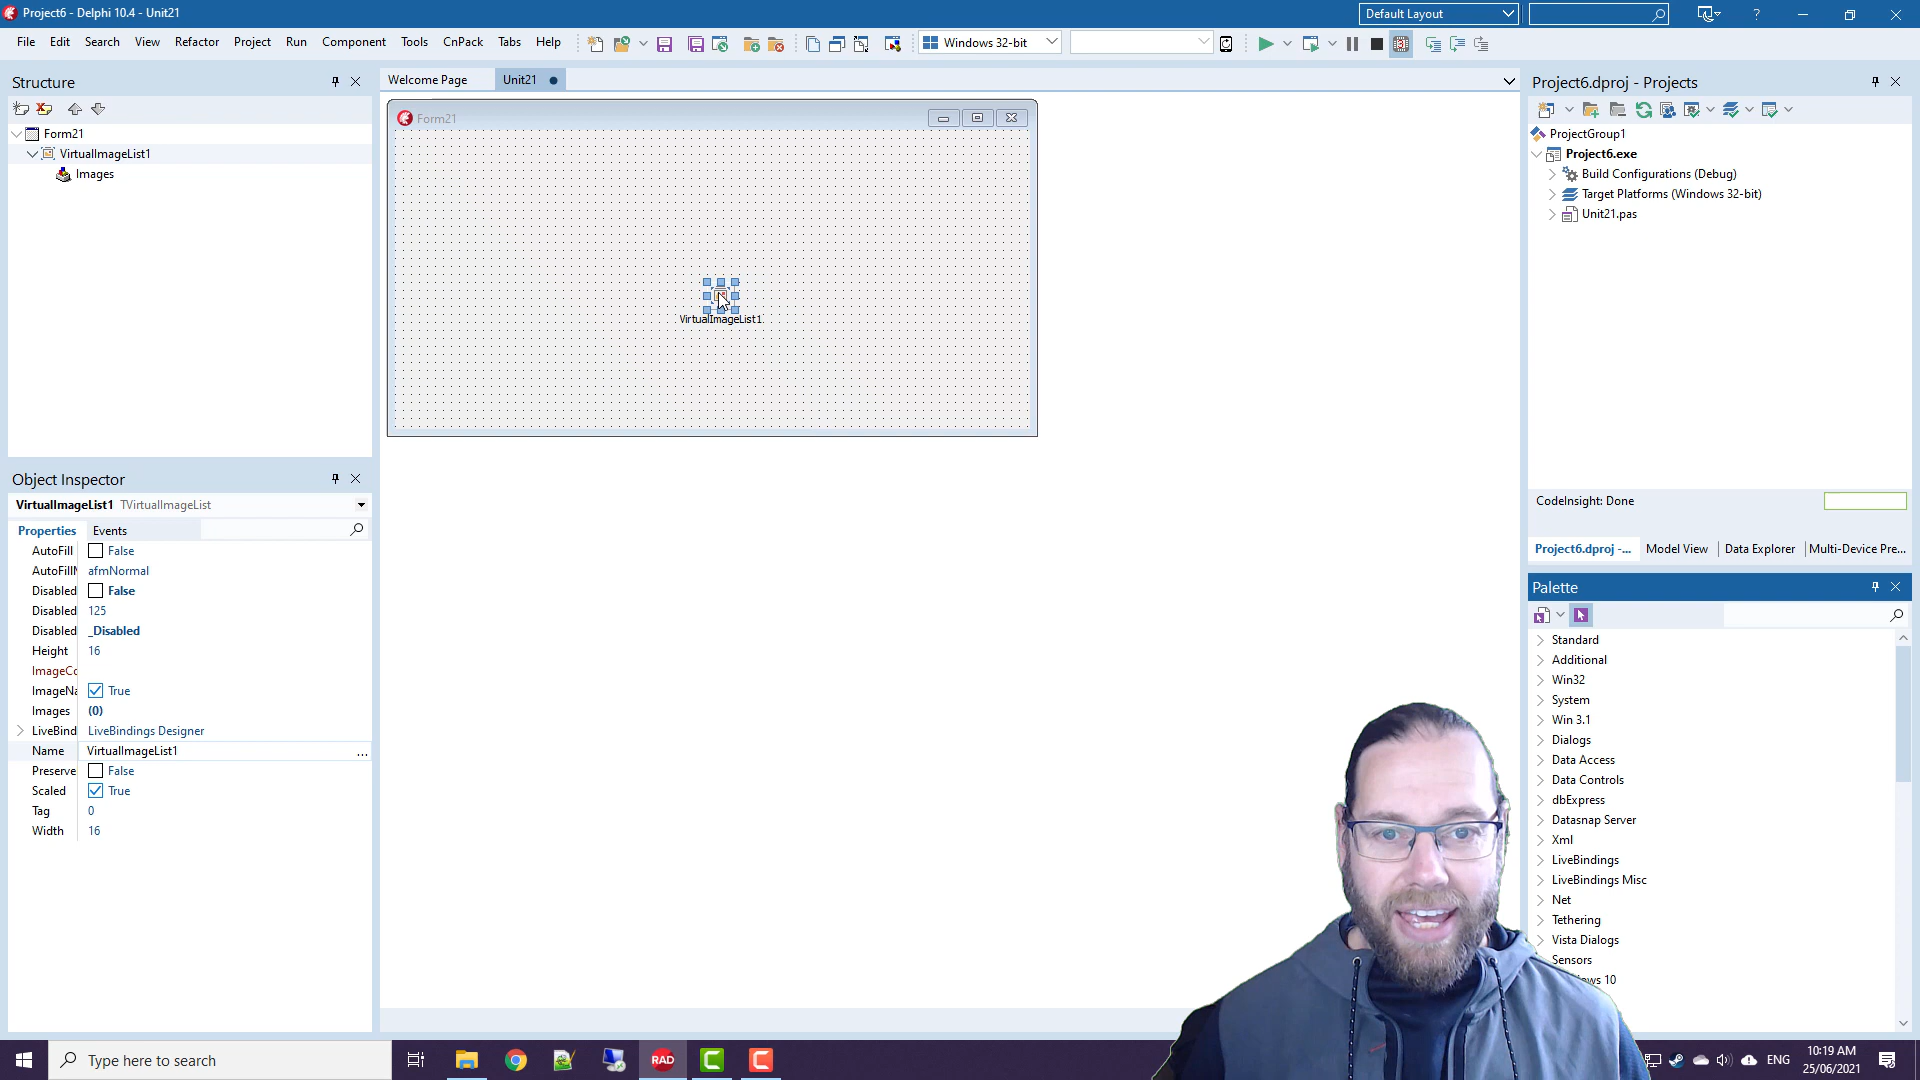 Project6 - Delphi 10.4 - Unit21
Default Layout
File Edit Search View Refactor Project Run Component Tools CnPack Tabs Help
Windows 32-bit
Structure
Form21
VirtualImageList1
Images
Welcome Page
Unit21
Form21
VirtualImageList1
Object Inspector
VirtualImageList1 TVirtualImageList
Properties Events
AutoFill False
AutoFillM afmNormal
Disabled False
Disabled 125
Disabled _Disabled
Height 16
ImageCo
ImageNa True
Images (0)
LiveBind LiveBindings Designer
Name VirtualImageList1 ...
Preserve False
Scaled True
Tag 0
Width 16
Project6.dproj - Projects
ProjectGroup1
Project6.exe
Build Configurations (Debug)
Target Platforms (Windows 32-bit)
Unit21.pas
CodeInsight: Done
Project6.dproj -... Model View Data Explorer Multi-Device Pre...
Palette
Standard
Additional
Win32
System
Win 3.1
Dialogs
Data Access
Data Controls
dbExpress
Datasnap Server
Xml
LiveBindings
LiveBindings Misc
Net
Tethering
Vista Dialogs
Sensors
ws 10
Type here to search
RAD
ENG
10:19 AM
25/06/2021